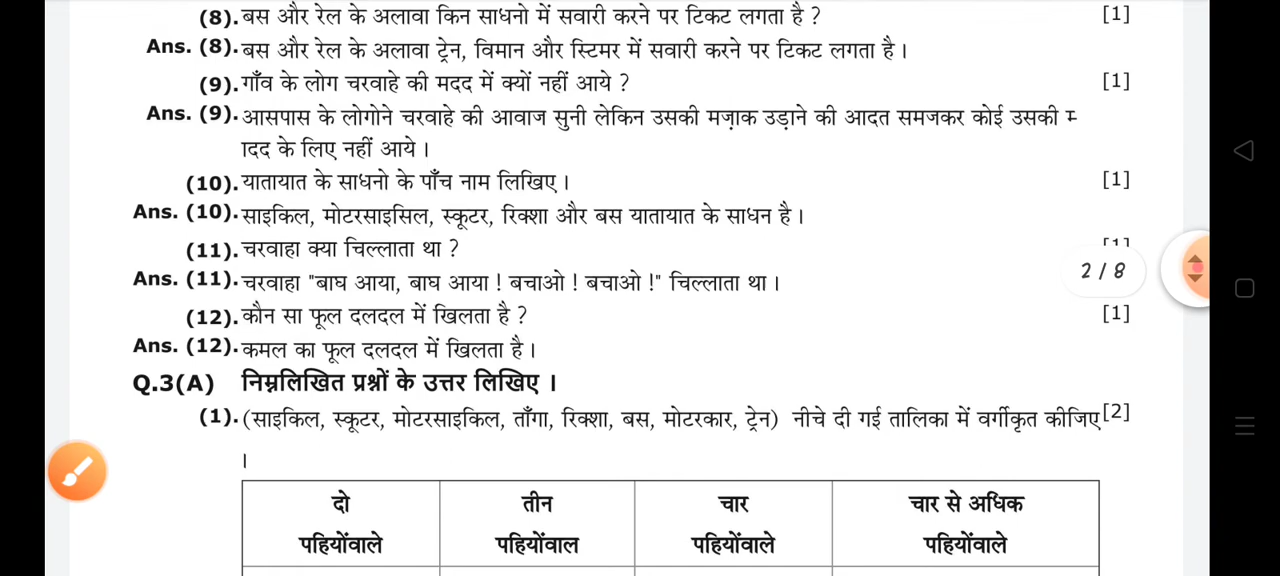 (8). बस और रेल के अलावा किन साधनो में सवारी करने पर टिकट लगता है ? [1]
Ans. (8). बस और रेल के अलावा ट्रेन, विमान और स्टिमर में सवारी करने पर टिकट लगता है ।
(9). गाँव के लोग चरवाहे की मदद में क्यों नहीं आये ? [1]
Ans. (9). आसपास के लोगोने चरवाहे की आवाज सुनी लेकिन उसकी मज़ाक उड़ाने की आदत समजकर कोई उसकी म
ादद के लिए नहीं आये ।
(10). यातायात के साधनो के पाँच नाम लिखिए । [1]
Ans. (10). साइकिल, मोटरसाइसिल, स्कूटर, रिक्शा और बस यातायात के साधन है ।
(11). चरवाहा क्या चिल्लाता था ? [1]
2 / 8
Ans. (11). चरवाहा "बाघ आया, बाघ आया ! बचाओ ! बचाओ !" चिल्लाता था ।
(12). कौन सा फूल दलदल में खिलता है ? [1]
Ans. (12). कमल का फूल दलदल में खिलता है ।
Q.3(A) निम्नलिखित प्रश्नों के उत्तर लिखिए ।
(1). (साइकिल, स्कूटर, मोटरसाइकिल, ताँगा, रिक्शा, बस, मोटरकार, ट्रेन) नीचे दी गई तालिका में वर्गीकृत कीजिए [2]
।
दो तीन चार चार से अधिक
पहियोंवाले पहियोंवाल पहियोंवाले पहियोंवाले